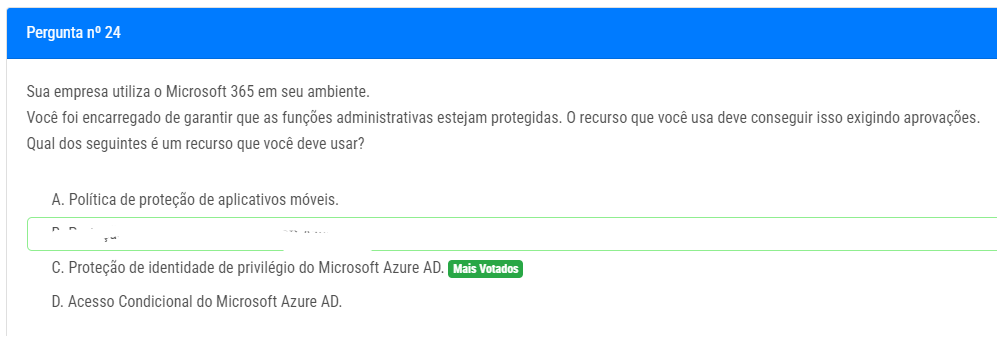 Pergunta nº 24
Sua empresa utiliza o Microsoft 365 em seu ambiente.
Você foi encarregado de garantir que as funções administrativas estejam protegidas. O recurso que você usa deve conseguir isso exigindo aprovações.
Qual dos seguintes é um recurso que você deve usar?
A. Política de proteção de aplicativos móveis.
C. Proteção de identidade de privilégio do Microsoft Azure AD. Mais Votados
D. Acesso Condicional do Microsoft Azure AD.